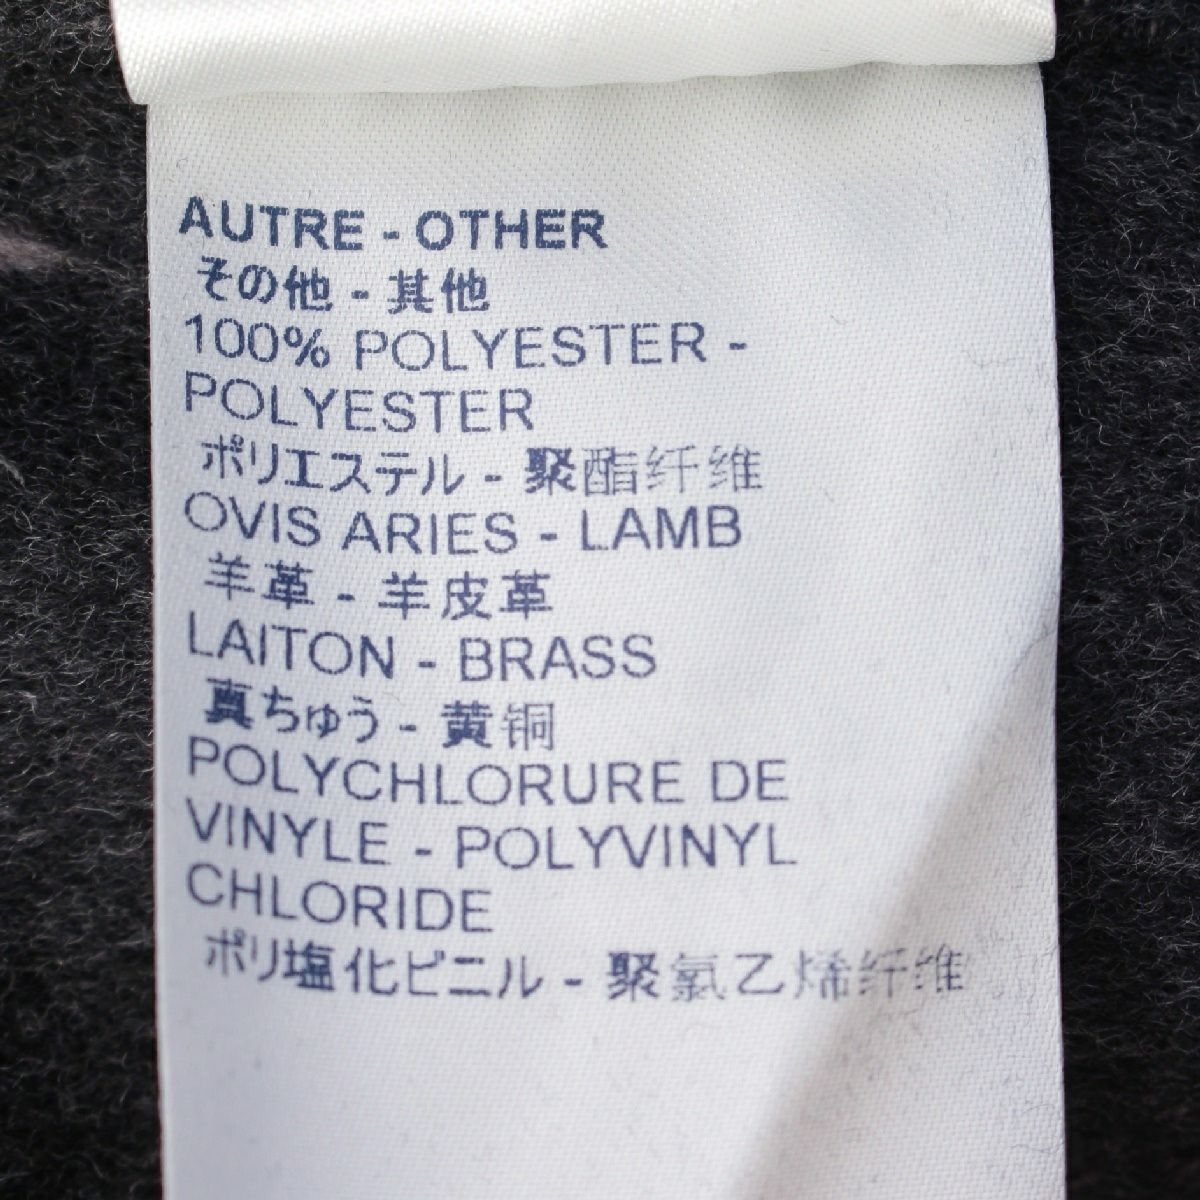 AUTRE - OTHER
その他 - 其他
100% POLYESTER -
POLYESTER
ポリエステル - 聚酯纤维
OVIS ARIES - LAMB
羊革 - 羊皮革
LAITON - BRASS
真ちゅう - 黄铜
POLYCHLORURE DE
VINYLE - POLYVINYL
CHLORIDE
ポリ塩化ビニル - 聚氯乙烯纤维